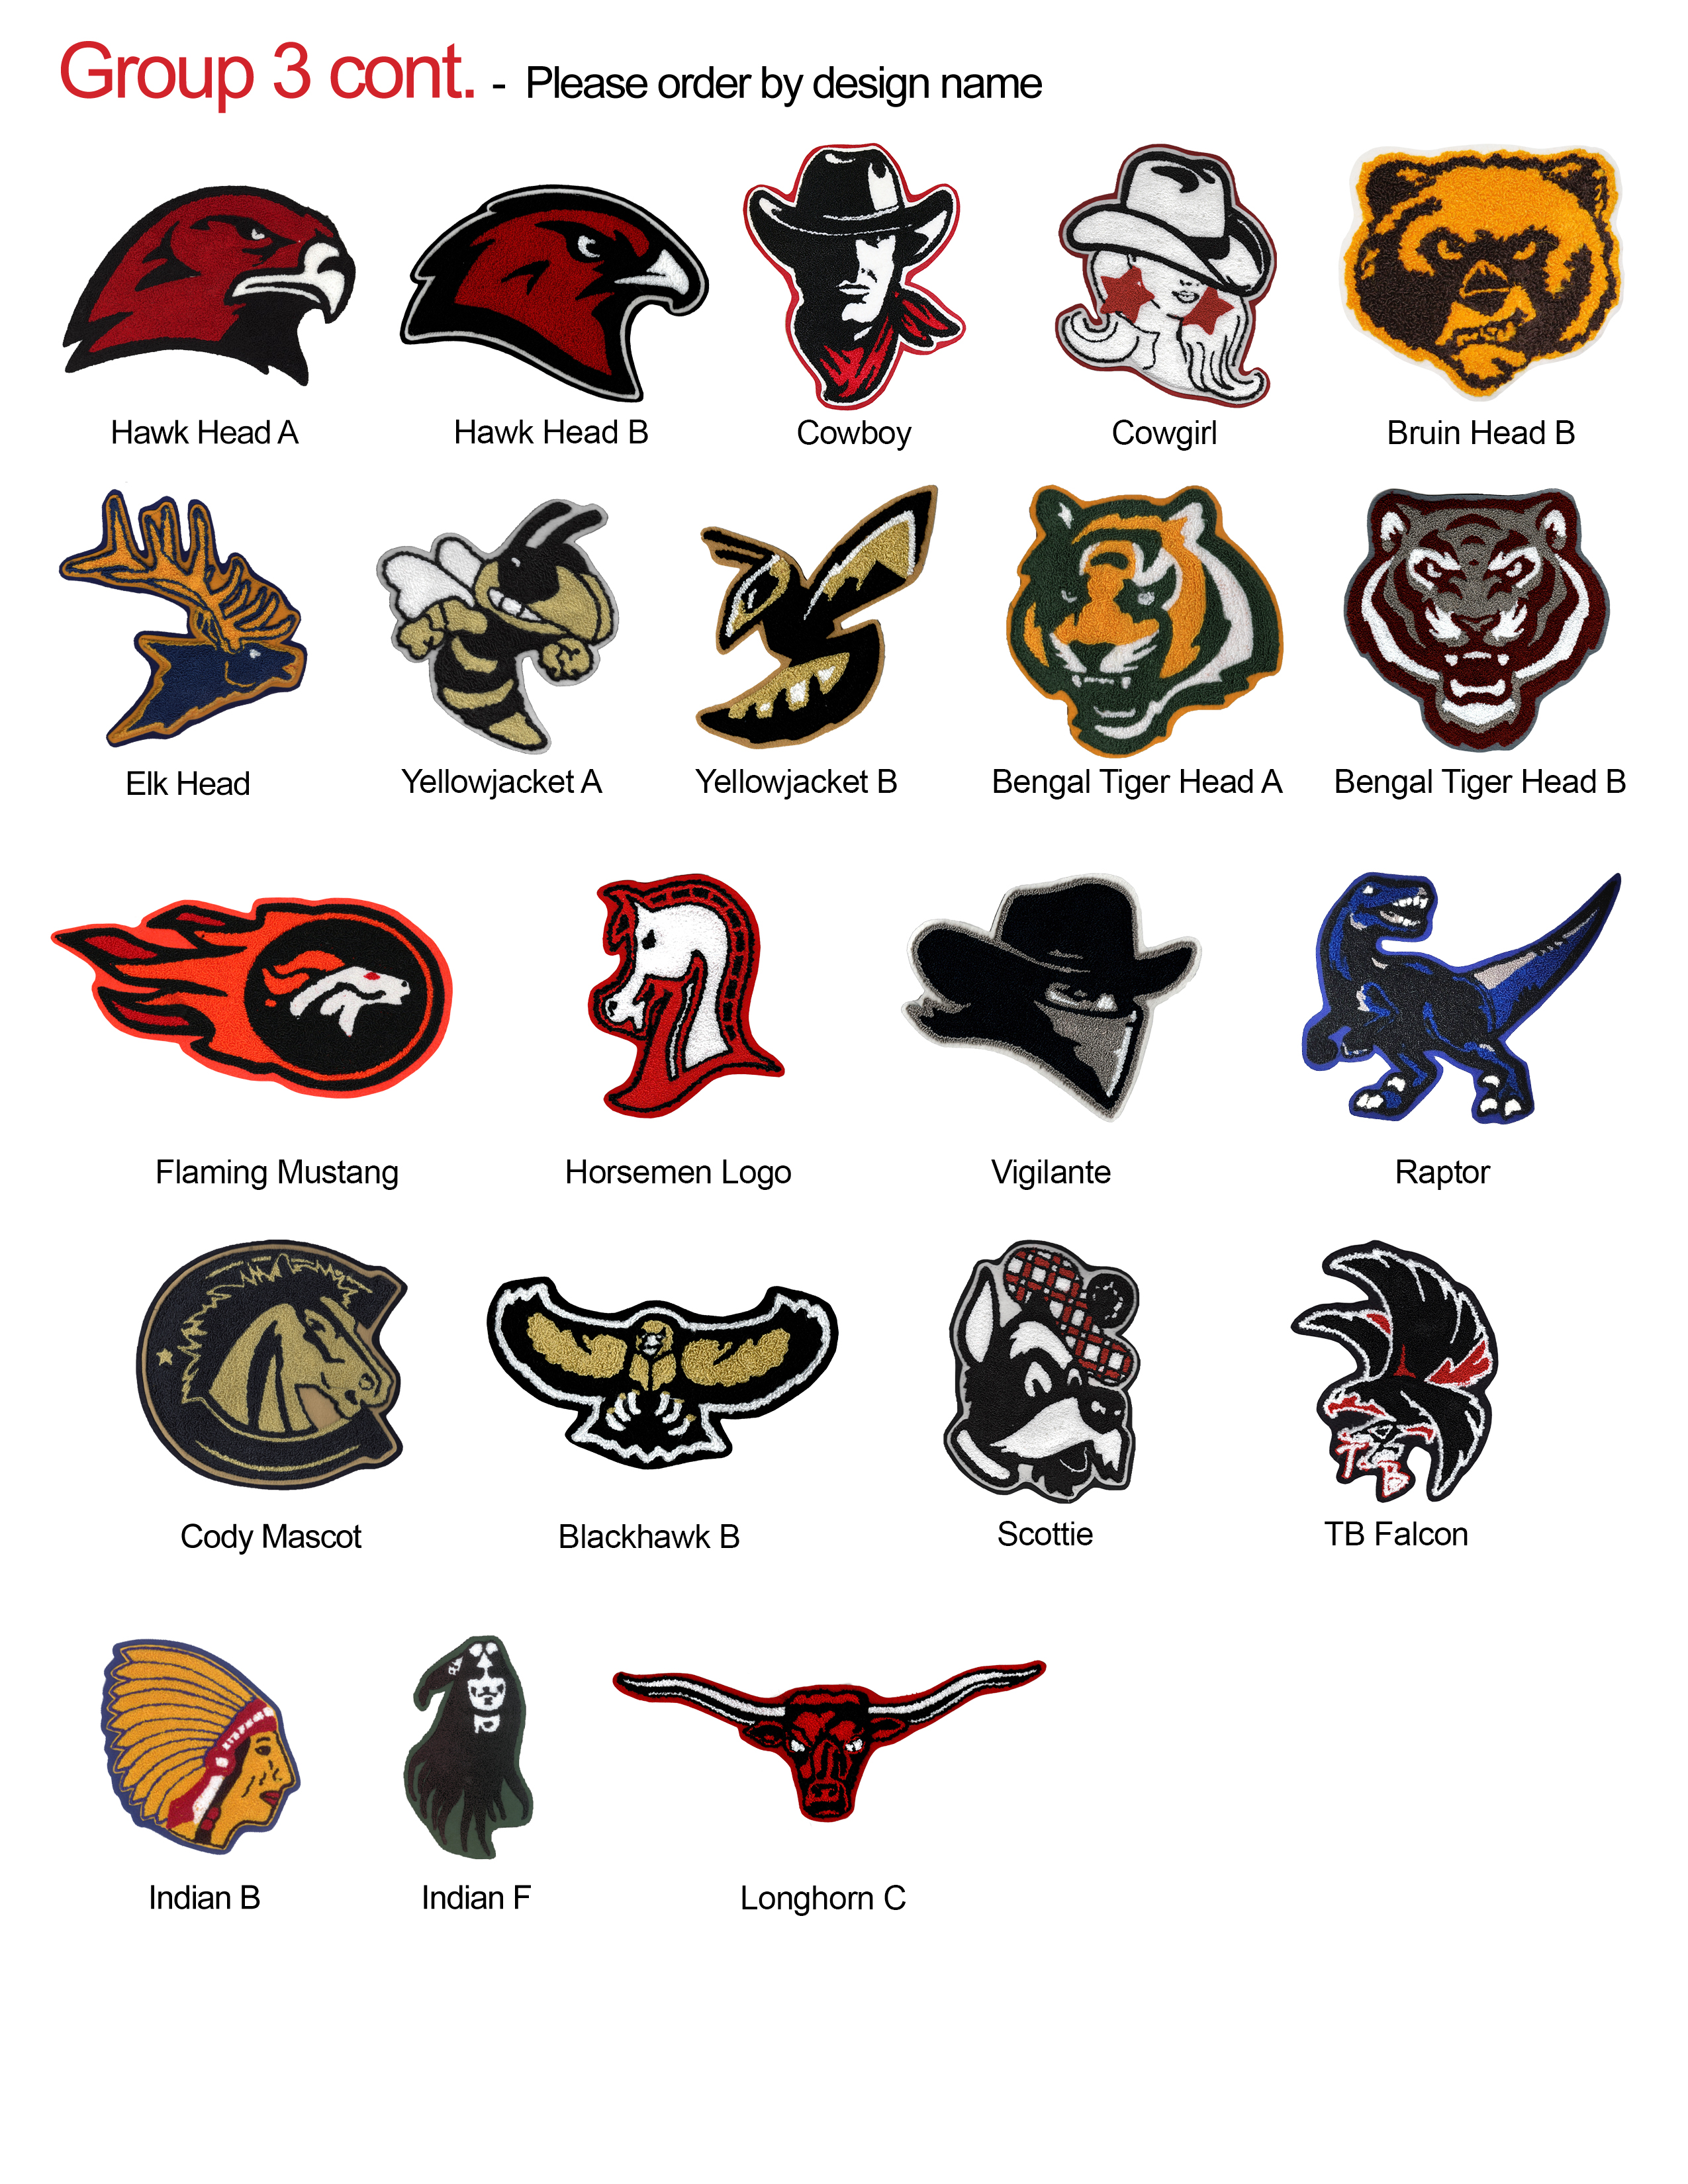 Group 3 cont. - Please order by design name
Hawk Head A
Hawk Head B
Cowboy
Cowgirl
Bruin Head B
Elk Head
Yellowjacket A
Yellowjacket B
Bengal Tiger Head A
Bengal Tiger Head B
Flaming Mustang
Horsemen Logo
Vigilante
Raptor
Cody Mascot
Blackhawk B
Scottie
TB Falcon
TB
Indian B
Indian F
Longhorn C